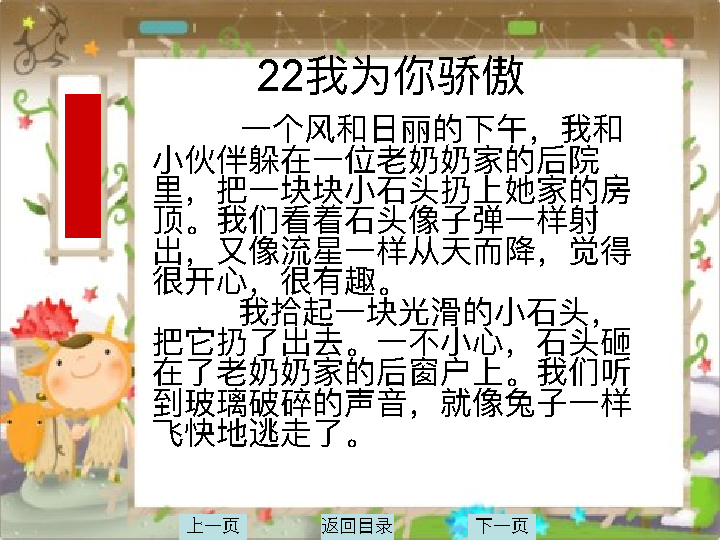 22我为你骄傲
一个风和日丽的下午，我和
小伙伴躲在一位老奶奶家的后院
里，把一块块小石头扔上她家的房
顶。我们看着石头像子弹一样射
出，又像流星一样从天而降，觉得
很开心，很有趣。
我拾起一块光滑的小石头，
把它扔了出去。一不小心，石头砸
在了老奶奶家的后窗户上。我们听
到玻璃破碎的声音，就像兔子一样
飞快地逃走了。
上一页
返回目录
下一页